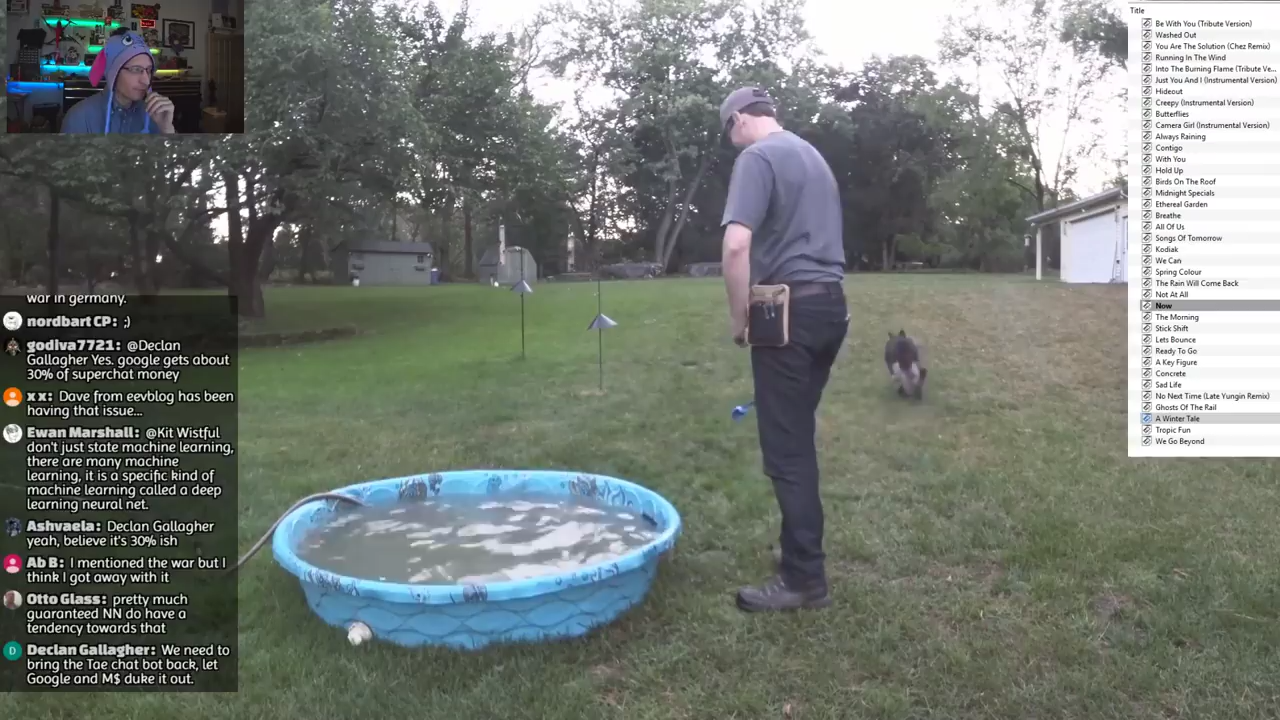 war in germany.
nordbart CP: ;)
godiva7721: @Declan
Gallagher Yes. google gets about
30% of superchat money
xx: Dave from eevblog has been
having that issue...
Ewan Marshall: @Kit Wistful
don't just state machine learning,
there are many machine
learning, it is a specific kind of
machine learning called a deep
learning neural net.
Ashvaela: Declan Gallagher
yeah, believe it's 30% ish
Ab B: I mentioned the war but I
think I got away with it
Otto Glass: pretty much
guaranteed NN do have a
tendency towards that
D
Declan Gallagher: We need to
bring the Tae chat bot back, let
Google and M$ duke it out.
Title
Be With You (Tribute Version)
Washed Out
You Are The Solution (Chez Remix)
Running In The Wind
Into The Burning Flame (Tribute Ve...
Just You And I (Instrumental Version)
Hideout
Creepy (Instrumental Version)
Butterflies
Camera Girl (Instrumental Version)
Always Raining
Contigo
With You
Hold Up
Birds On The Roof
Midnight Specials
Ethereal Garden
Breathe
All Of Us
Songs Of Tomorrow
Kodiak
We Can
Spring Colour
The Rain Will Come Back
Not At All
Now
The Morning
Stick Shift
Lets Bounce
Ready To Go
A Key Figure
Concrete
Sad Life
No Next Time (Late Yungin Remix)
Ghosts Of The Rail
A Winter Tale
Tropic Fun
We Go Beyond